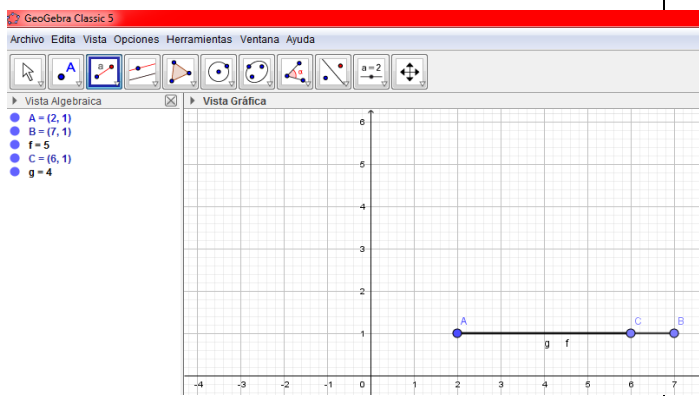 GeoGebra Classic 5
Archivo Edita Vista Opciones Herramientas Ventana Ayuda
A
a
α
a=2
Vista Algebraica
Vista Gráfica
A = (2, 1)
B = (7, 1)
f = 5
C = (6, 1)
g = 4
6
5
4
3
2
1
A
C
B
g
f
-4 -3 -2 -1 0 1 2 3 4 5 6 7